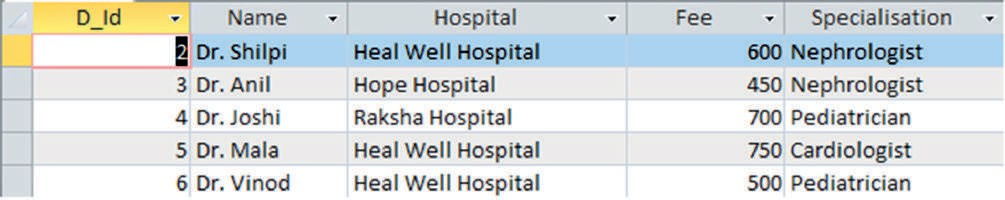 D_Id Name Hospital Fee Specialisation
2 Dr. Shilpi Heal Well Hospital 600 Nephrologist
3 Dr. Anil Hope Hospital 450 Nephrologist
4 Dr. Joshi Raksha Hospital 700 Pediatrician
5 Dr. Mala Heal Well Hospital 750 Cardiologist
6 Dr. Vinod Heal Well Hospital 500 Pediatrician